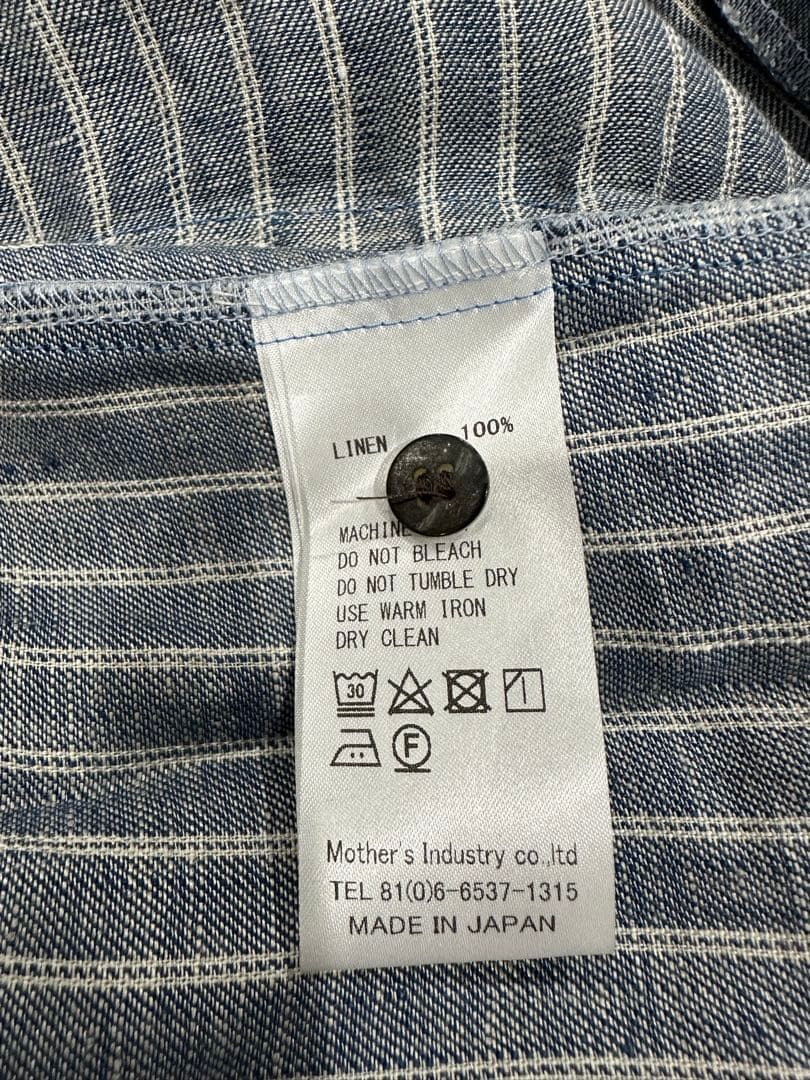 LINEN 100%
MACHINE
DO NOT BLEACH
DO NOT TUMBLE DRY
USE WARM IRON
DRY CLEAN
30
F
Mother's Industry co.,ltd
TEL 81(0)6-6537-1315
MADE IN JAPAN